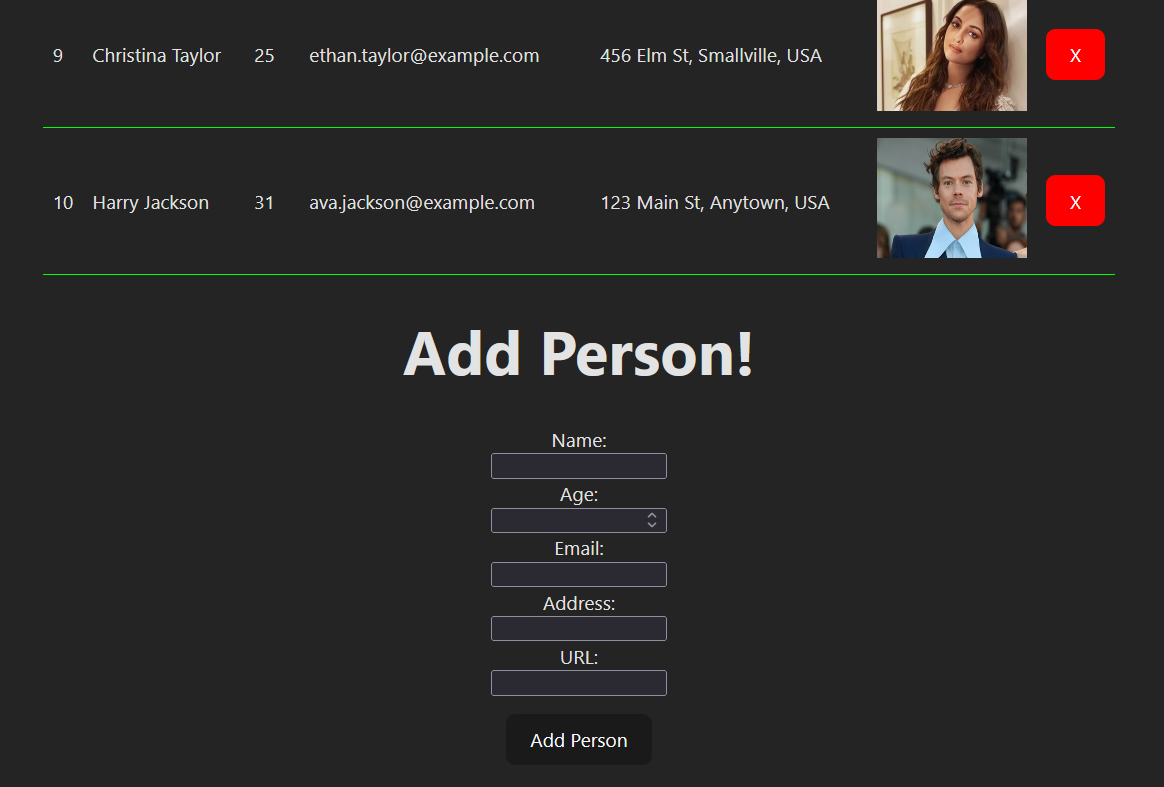 9 Christina Taylor 25 ethan.taylor@example.com 456 Elm St, Smallville, USA X
10 Harry Jackson 31 ava.jackson@example.com 123 Main St, Anytown, USA X
Add Person!
Name:
Age:
Email:
Address:
URL:
Add Person